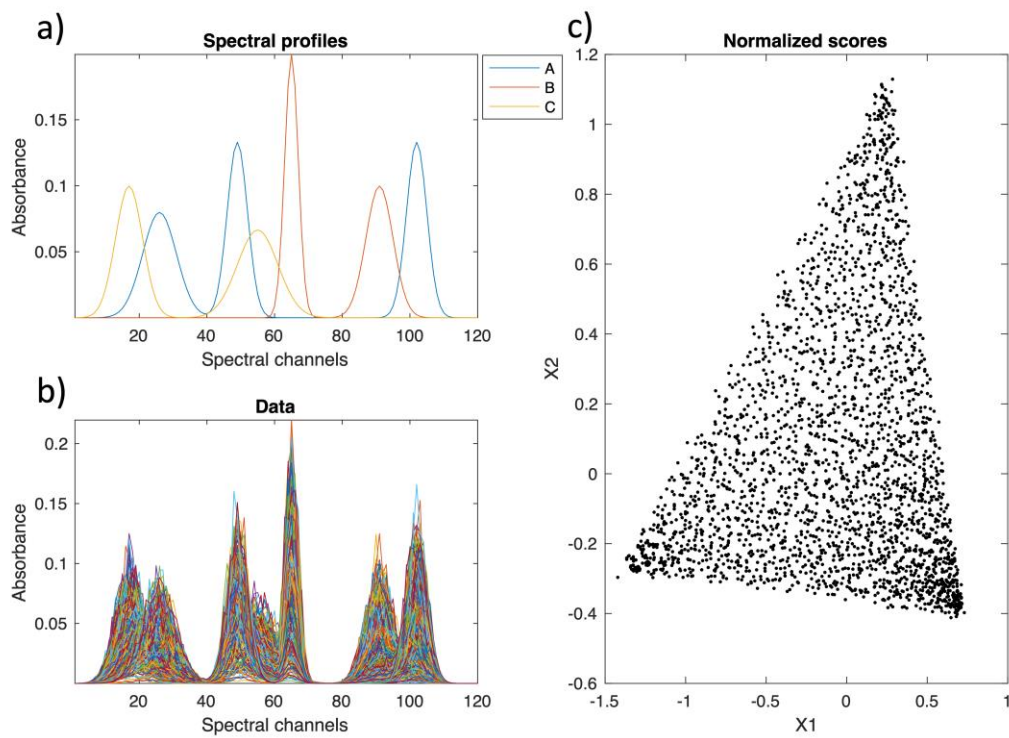 a)
Spectral profiles
Absorbance
0.15
0.1
0.05
20 40 60 80 100 120
Spectral channels
A
B
C
b)
Data
Absorbance
0.2
0.15
0.1
0.05
20 40 60 80 100 120
Spectral channels
c)
Normalized scores
X2
1.2
1
0.8
0.6
0.4
0.2
0
-0.2
-0.4
-0.6
-1.5 -1 -0.5 0 0.5 1
X1